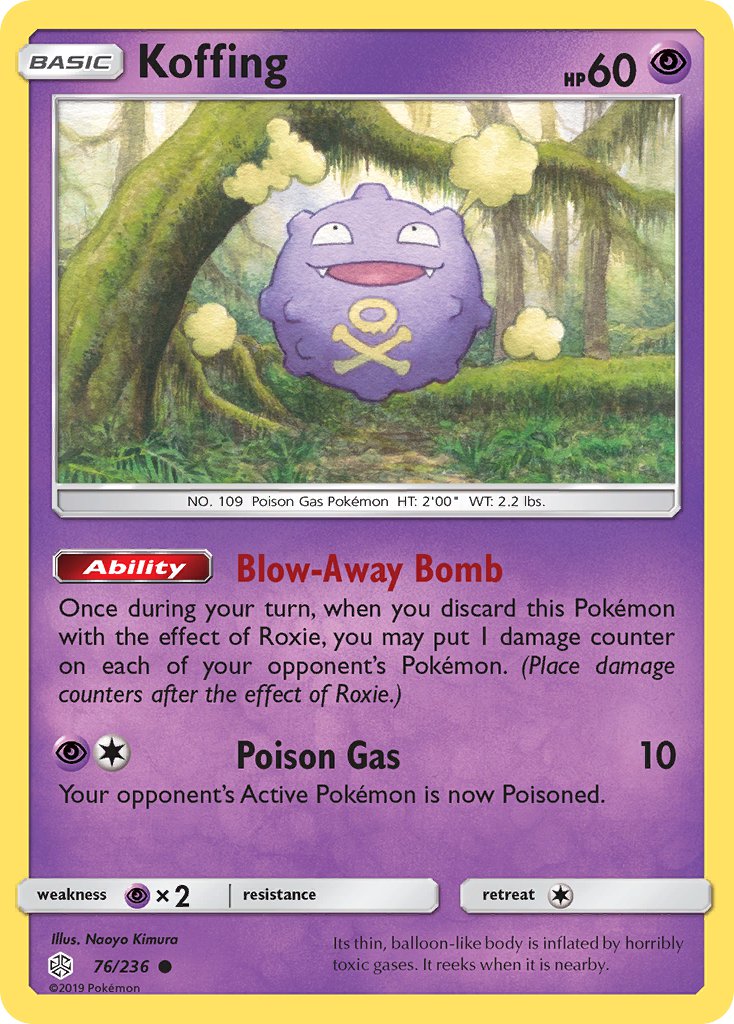 BASIC Koffing HP60
NO. 109 Poison Gas Pokémon HT: 2'00" WT: 2.2 lbs.
Ability Blow-Away Bomb
Once during your turn, when you discard this Pokémon
with the effect of Roxie, you may put 1 damage counter
on each of your opponent's Pokémon. (Place damage
counters after the effect of Roxie.)
Poison Gas 10
Your opponent's Active Pokémon is now Poisoned.
weakness ×2 resistance retreat
Illus. Naoyo Kimura
76/236
©2019 Pokémon
Its thin, balloon-like body is inflated by horribly
toxic gases. It reeks when it is nearby.